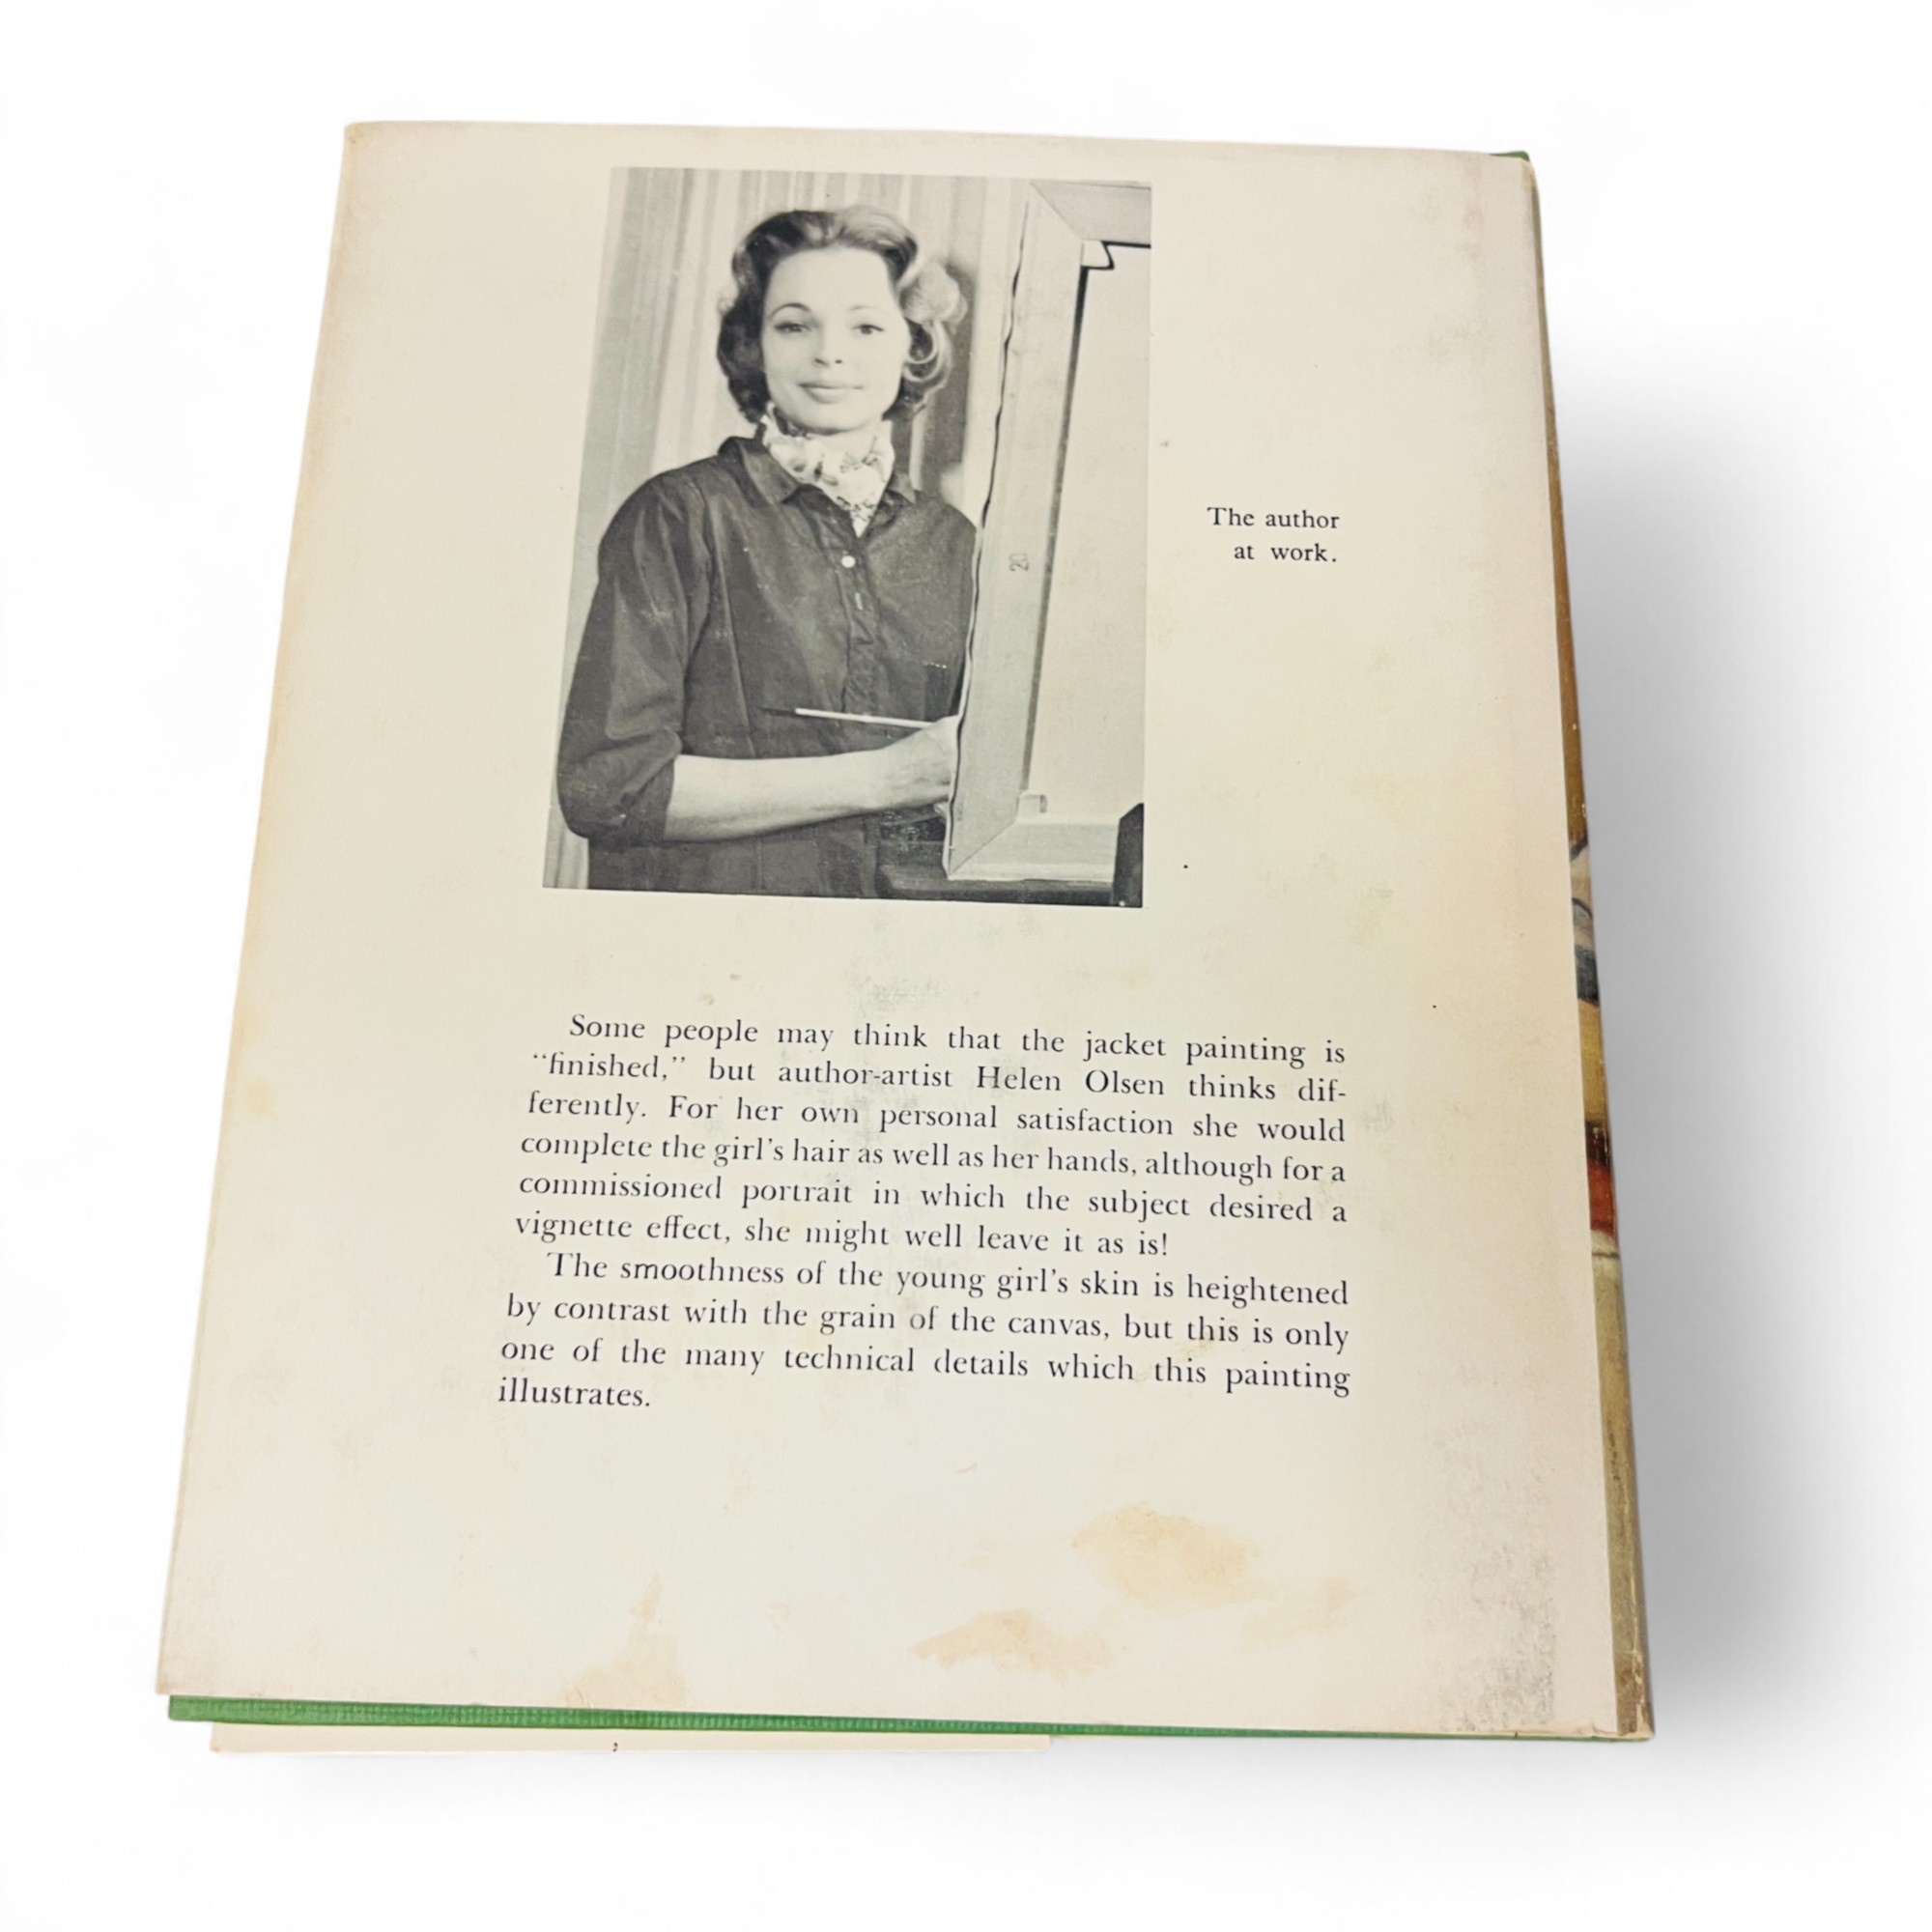 The author
at work.
20
Some people may think that the jacket painting is
“finished,” but author-artist Helen Olsen thinks dif-
ferently. For her own personal satisfaction she would
complete the girl’s hair as well as her hands, although for a
commissioned portrait in which the subject desired a
vignette effect, she might well leave it as is!
The smoothness of the young girl’s skin is heightened
by contrast with the grain of the canvas, but this is only
one of the many technical details which this painting
illustrates.